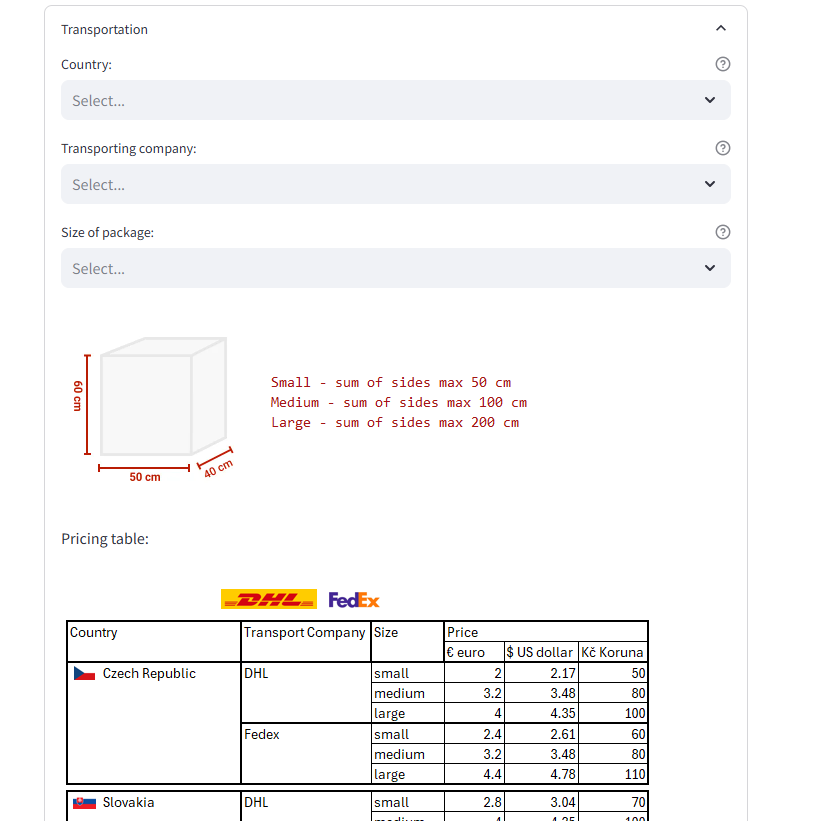 Transportation
Country:
Select...
Transporting company:
Select...
Size of package:
Select...
60 cm
50 cm
40 cm
Small - sum of sides max 50 cm
Medium - sum of sides max 100 cm
Large - sum of sides max 200 cm
Pricing table:
DHL FedEx
Country Transport Company Size Price
€ euro $ US dollar Kč Koruna
Czech Republic DHL small 2 2.17 50
medium 3.2 3.48 80
large 4 4.35 100
Fedex small 2.4 2.61 60
medium 3.2 3.48 80
large 4.4 4.78 110
Slovakia DHL small 2.8 3.04 70